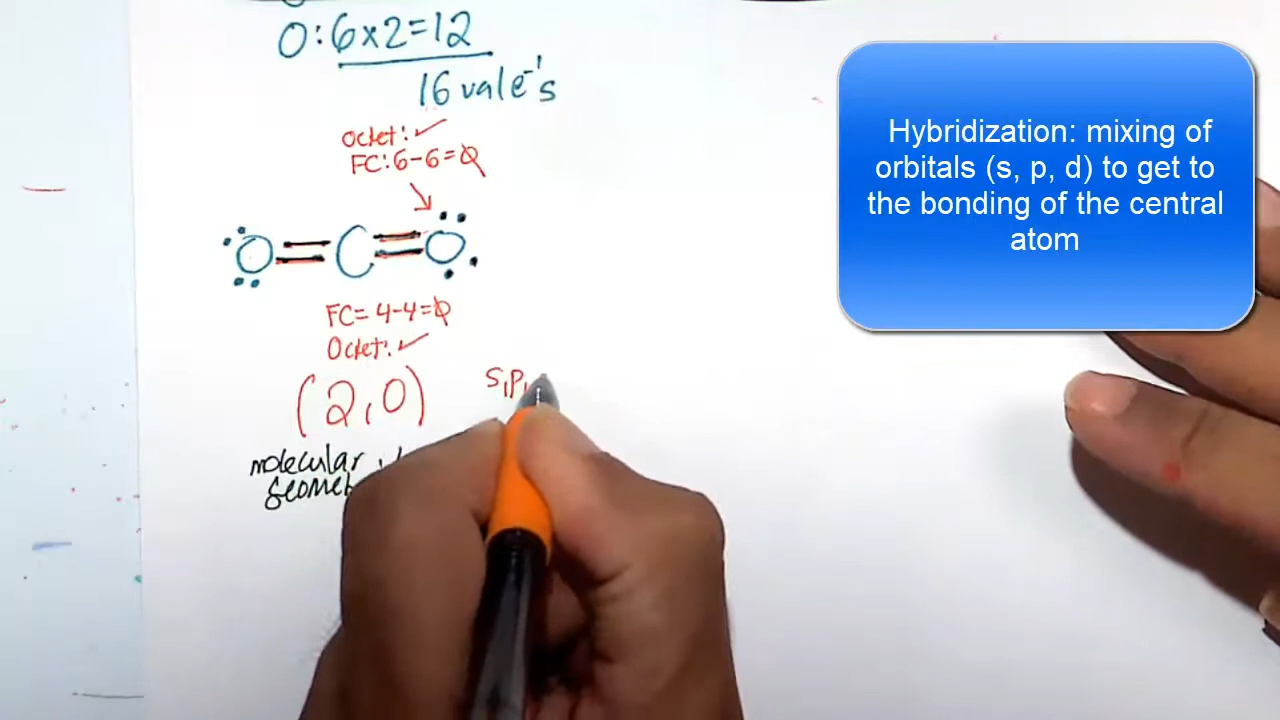 O: 6x2=12
16 val e⁻'s
Octet: ✓
FC: 6-6=0
O=C=O
FC= 4-4=0
Octet: ✓
(2,0)
s,p,
molecular
Hybridization: mixing of
orbitals (s, p, d) to get to
the bonding of the central
atom